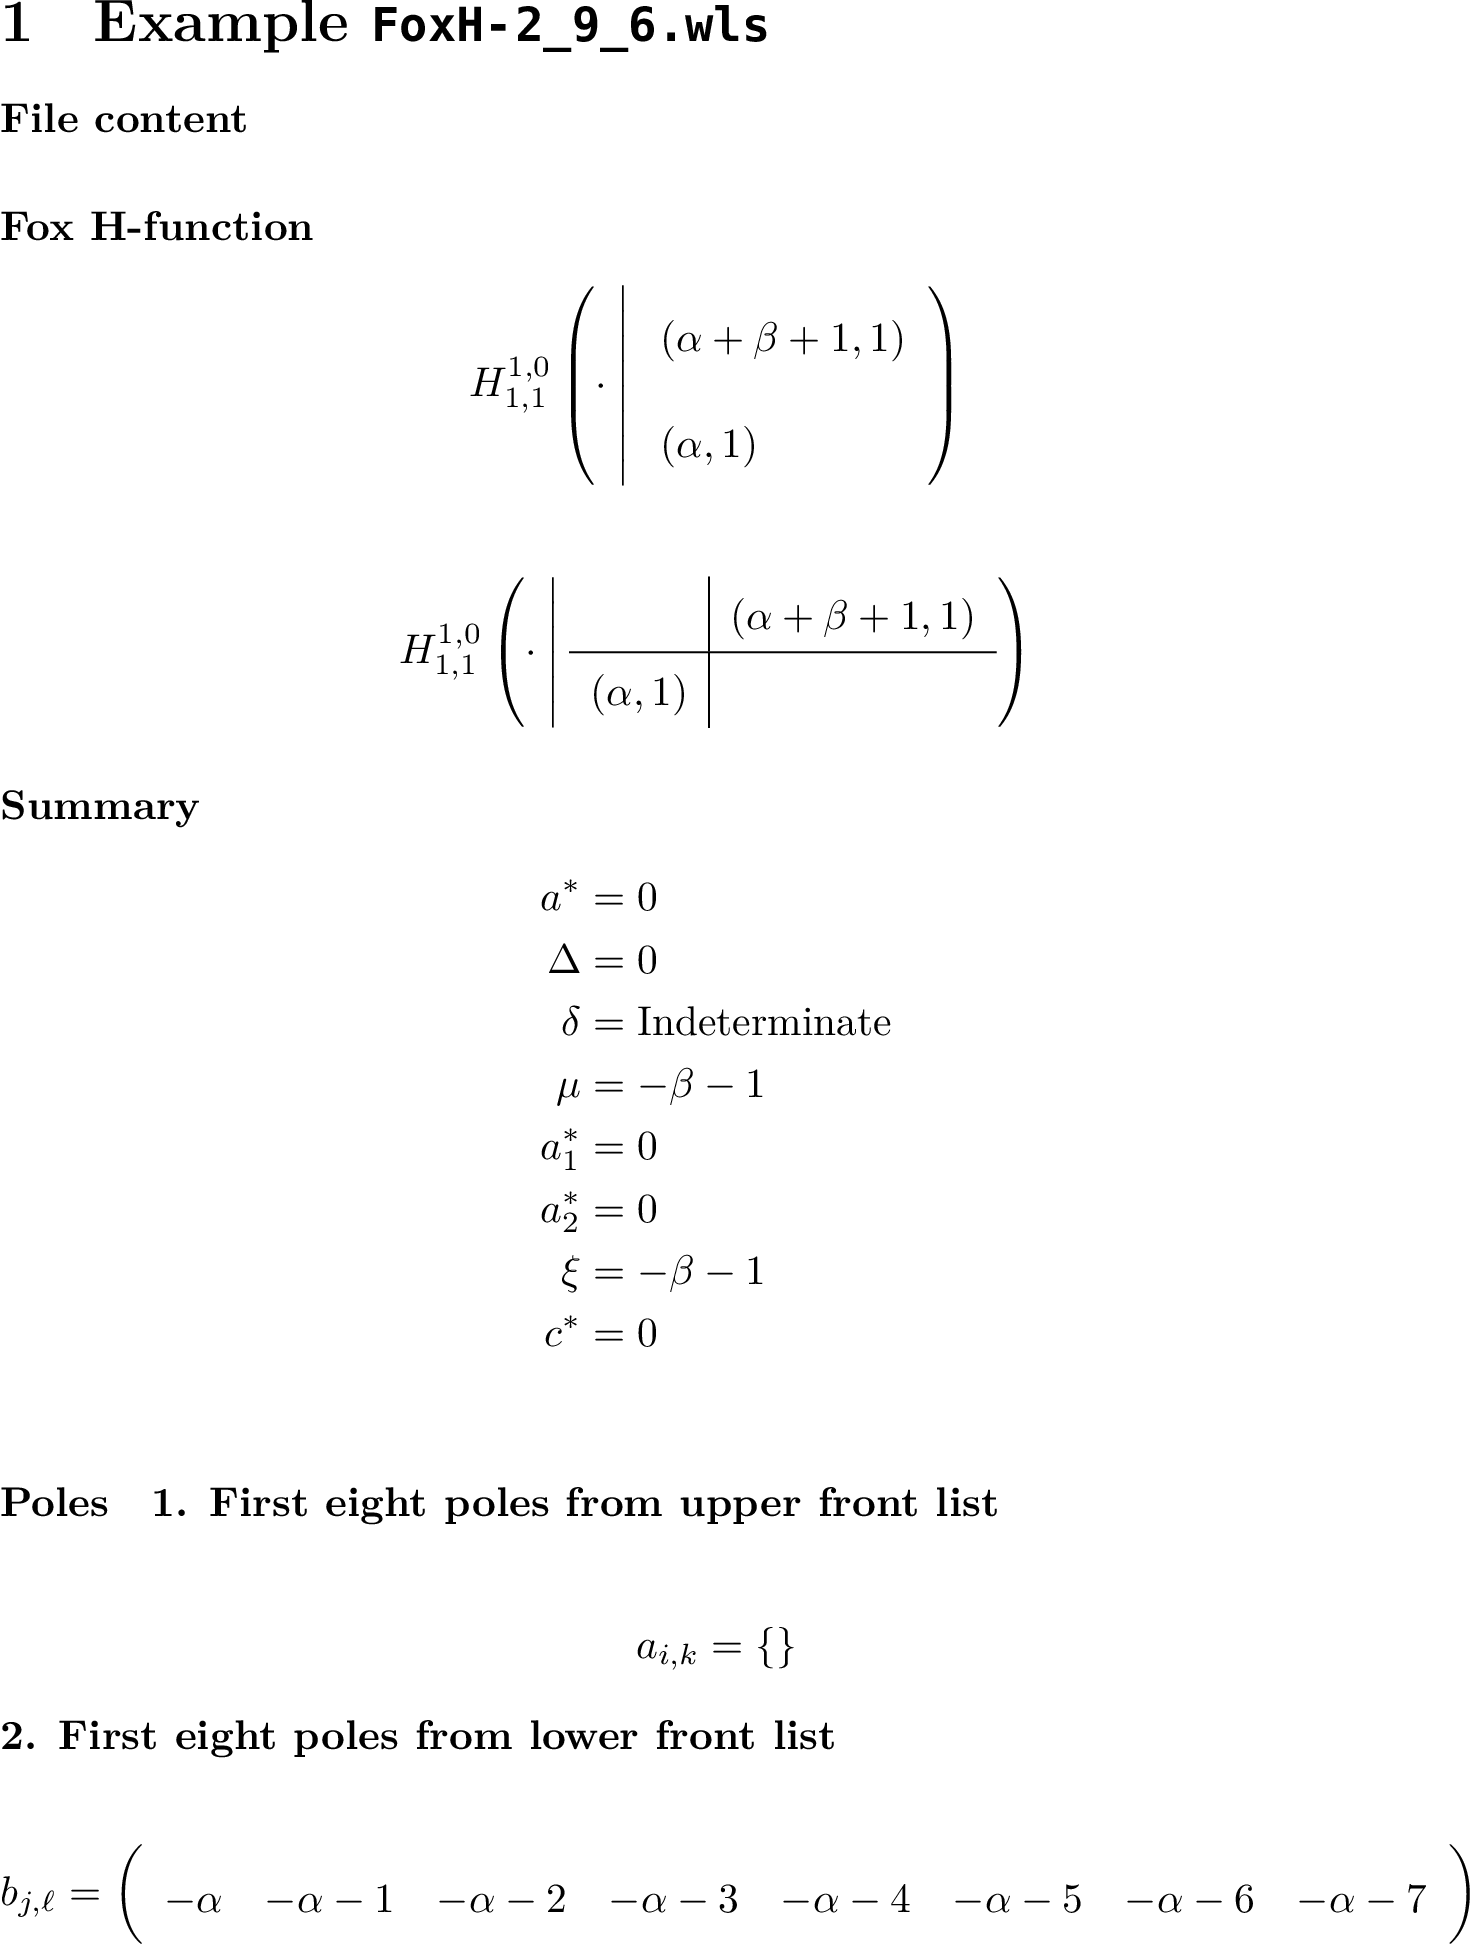 1 Example FoxH-2_9_6.wls
File content
Fox H-function
$H_{1,1}^{1,0}\left(\cdot\left|\begin{array}{l}(\alpha+\beta+1,1)\\(\alpha,1)\end{array}\right.\right)$
$H_{1,1}^{1,0}\left(\cdot\left|\begin{array}{c|c} & (\alpha+\beta+1,1)\\\hline(\alpha,1) & \end{array}\right.\right)$
Summary
$a^*=0$
$\Delta=0$
$\delta=\text{Indeterminate}$
$\mu=-\beta-1$
$a_1^*=0$
$a_2^*=0$
$\xi=-\beta-1$
$c^*=0$
Poles 1. First eight poles from upper front list
$a_{i,k}=\{\}$
2. First eight poles from lower front list
$b_{j,\ell}=\left(\begin{array}{cccccccc}-\alpha & -\alpha-1 & -\alpha-2 & -\alpha-3 & -\alpha-4 & -\alpha-5 & -\alpha-6 & -\alpha-7\end{array}\right)$